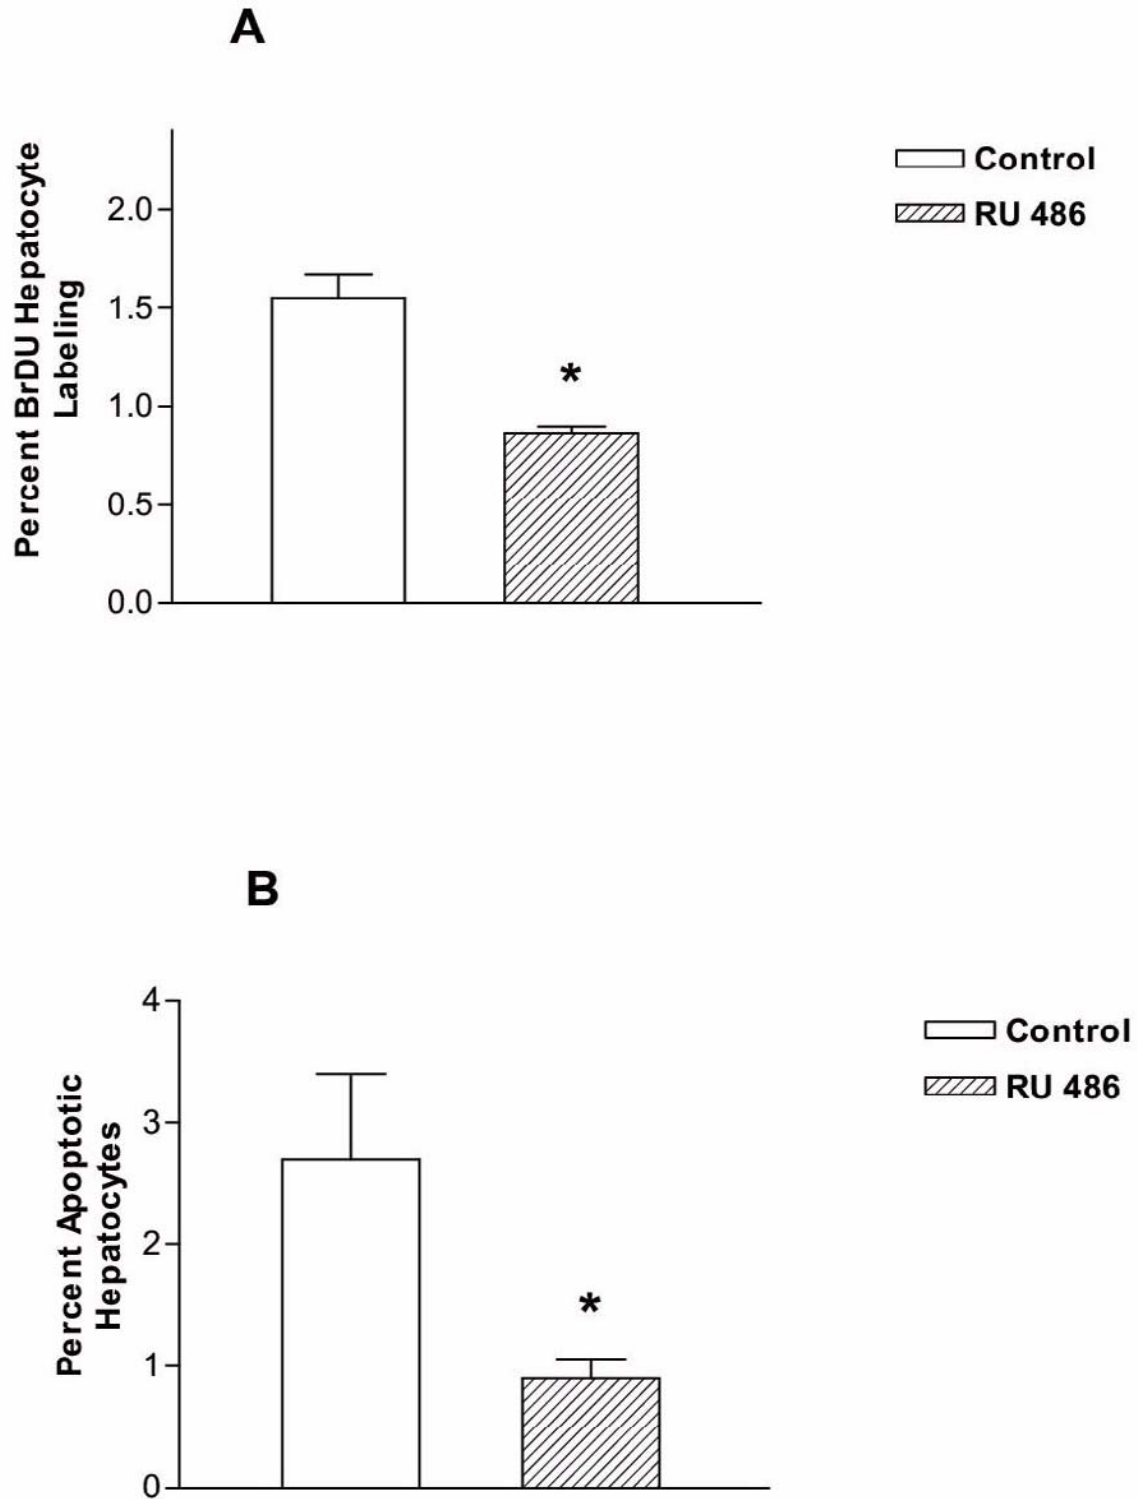 A
Percent BrDU Hepatocyte
Labeling
2.0
1.5
1.0
0.5
0.0
*
Control
RU 486
B
Percent Apoptotic
Hepatocytes
4
3
2
1
0
*
Control
RU 486